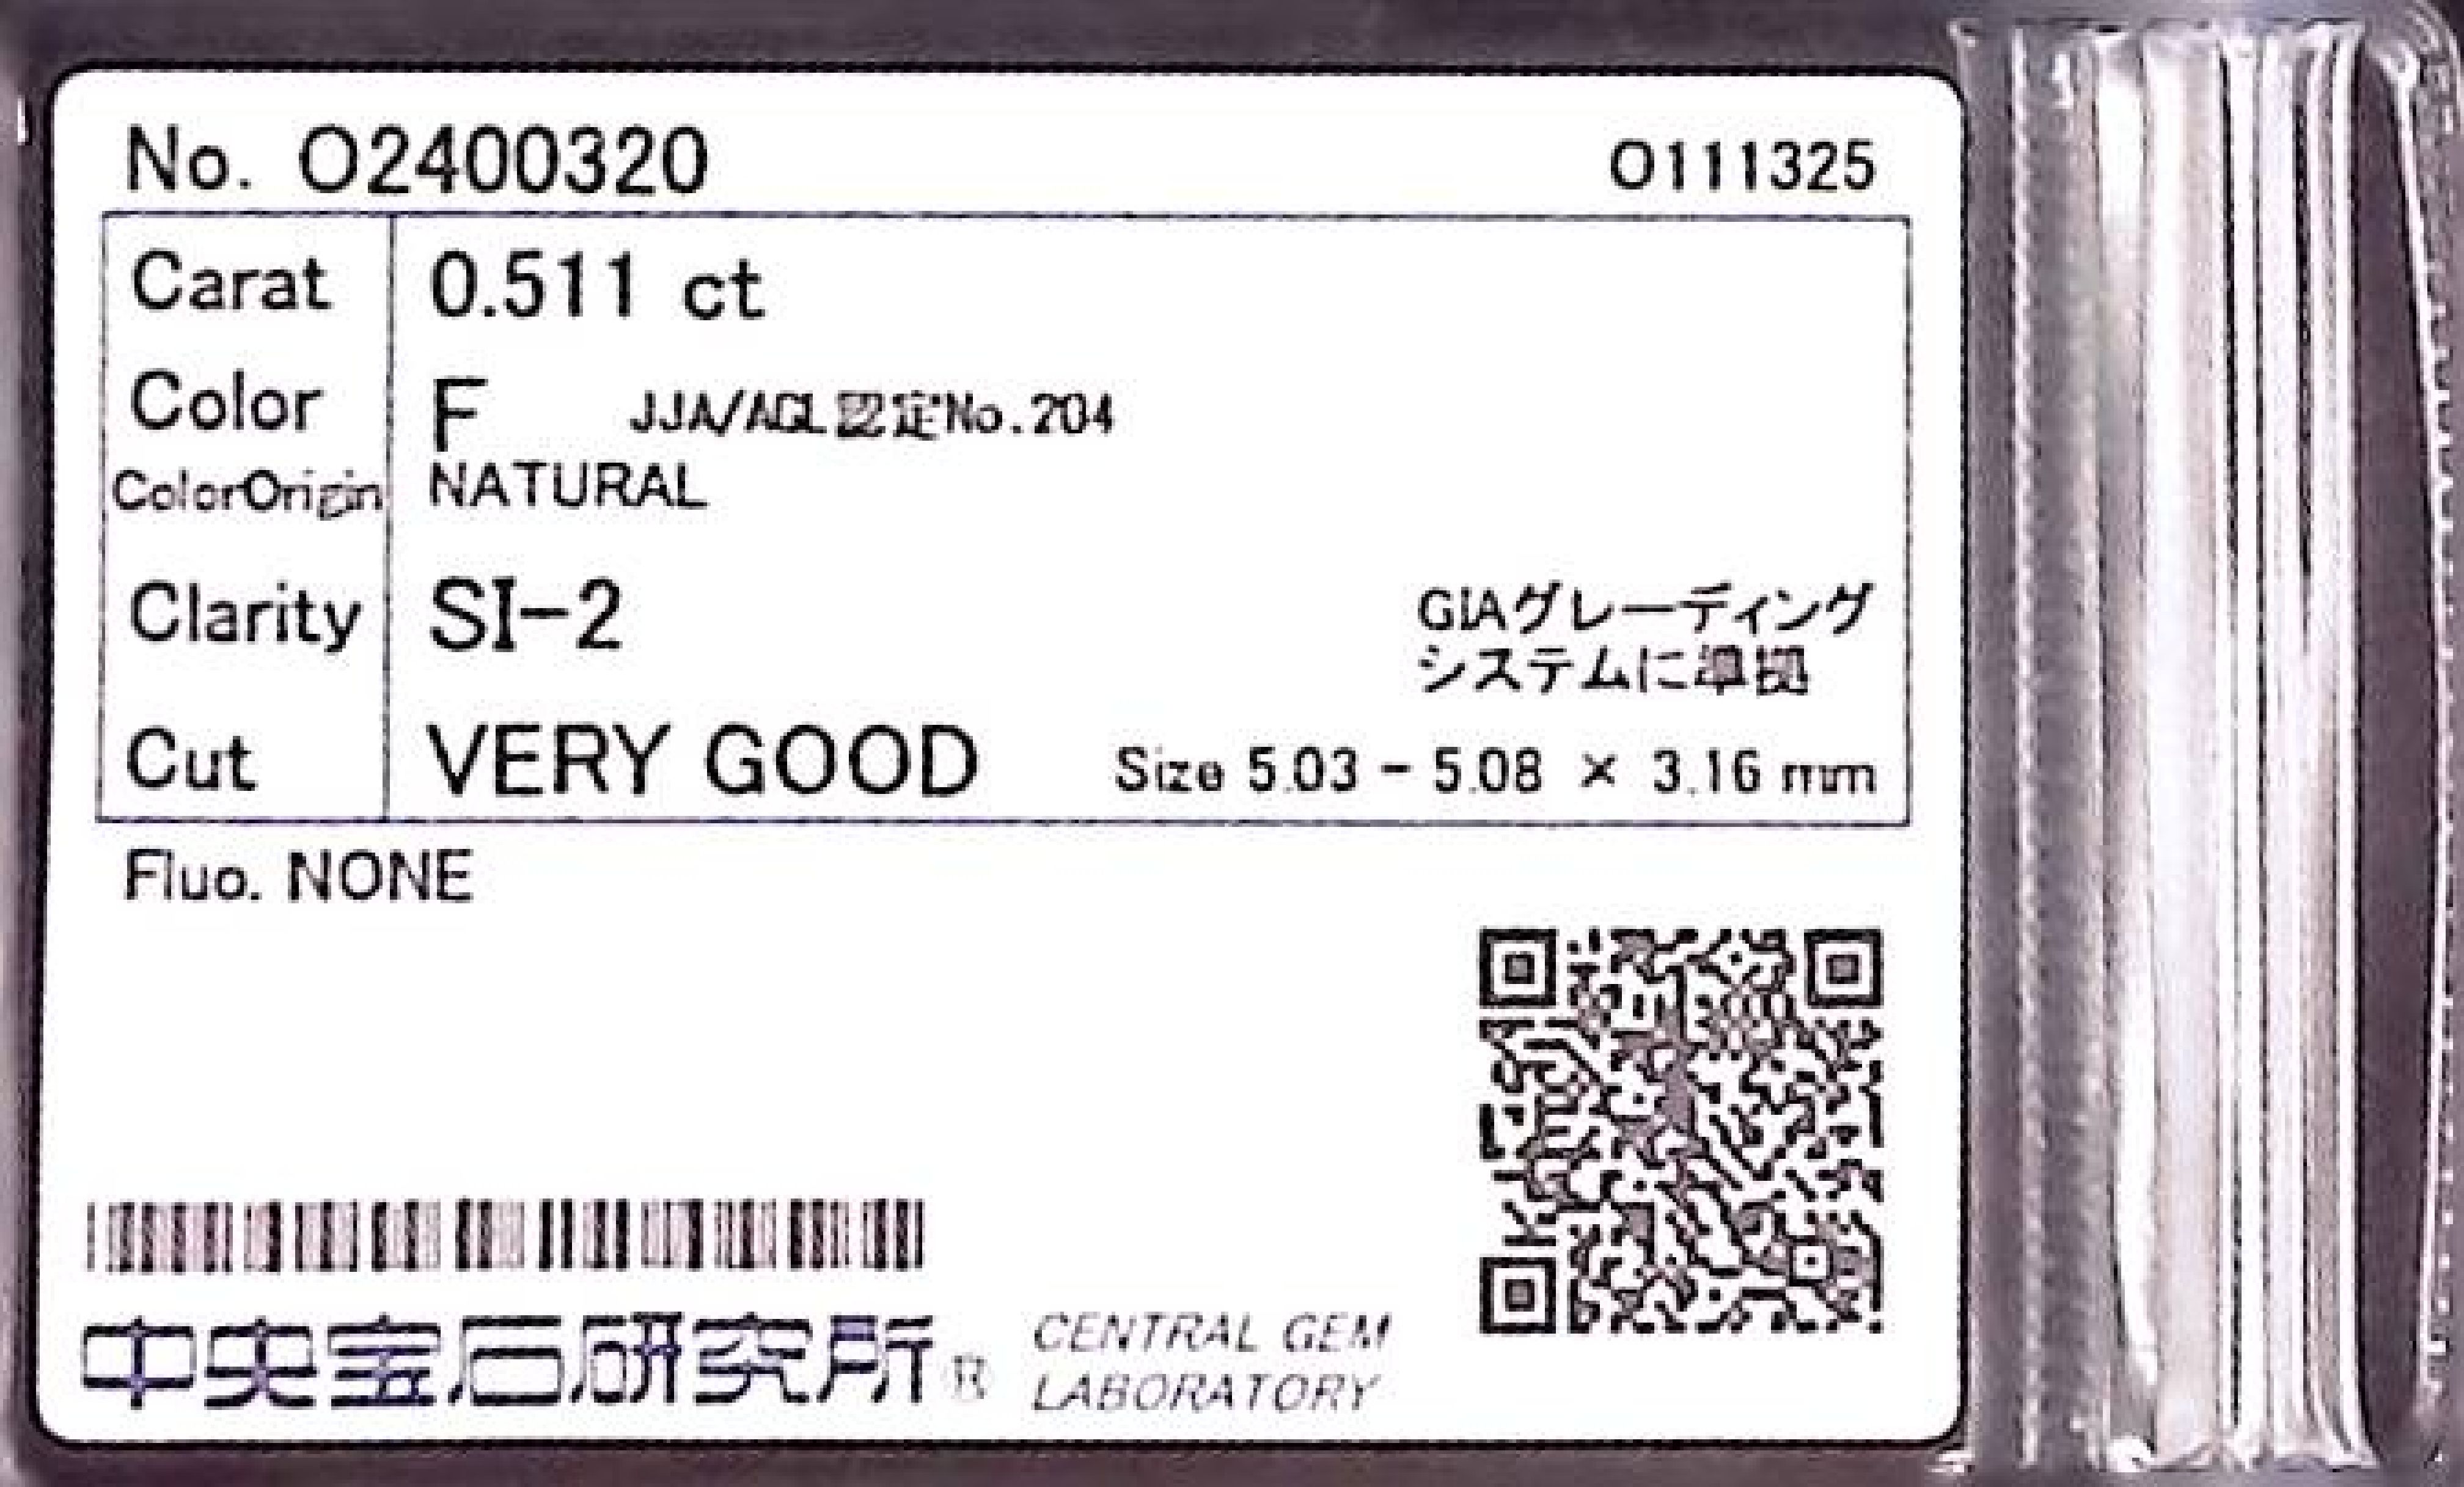 No. O2400320 O111325
Carat 0.511 ct
Color F JJA/AGL認定No.204
ColorOrigin NATURAL
Clarity SI-2 GIAグレーディング
システムに準拠
Cut VERY GOOD Size 5.03 - 5.08 × 3.16 mm
Fluo. NONE
中央宝石研究所® CENTRAL GEM
LABORATORY